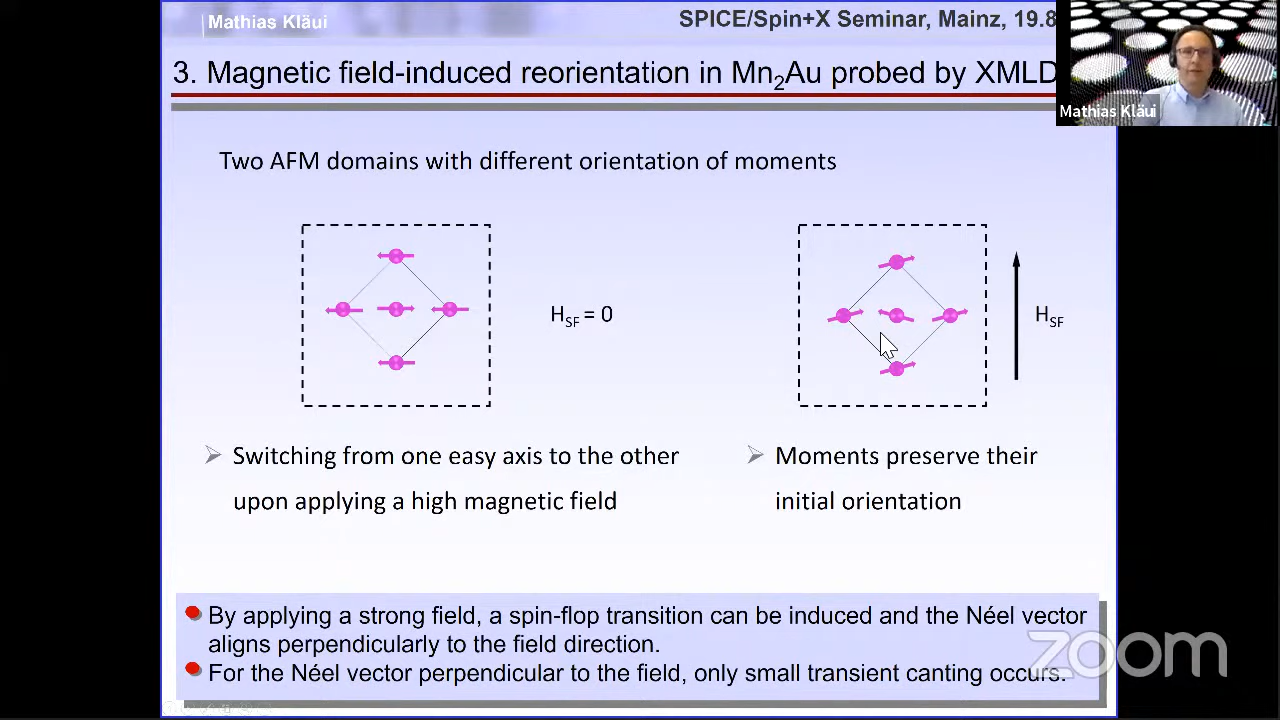 Mathias Kläui
SPICE/Spin+X Seminar, Mainz, 19.8
3. Magnetic field-induced reorientation in Mn₂Au probed by XMLD
Mathias Kläui
Two AFM domains with different orientation of moments
H_SF = 0
H_SF
Switching from one easy axis to the other
upon applying a high magnetic field
Moments preserve their
initial orientation
By applying a strong field, a spin-flop transition can be induced and the Néel vector
aligns perpendicularly to the field direction.
For the Néel vector perpendicular to the field, only small transient canting occurs.
zoom